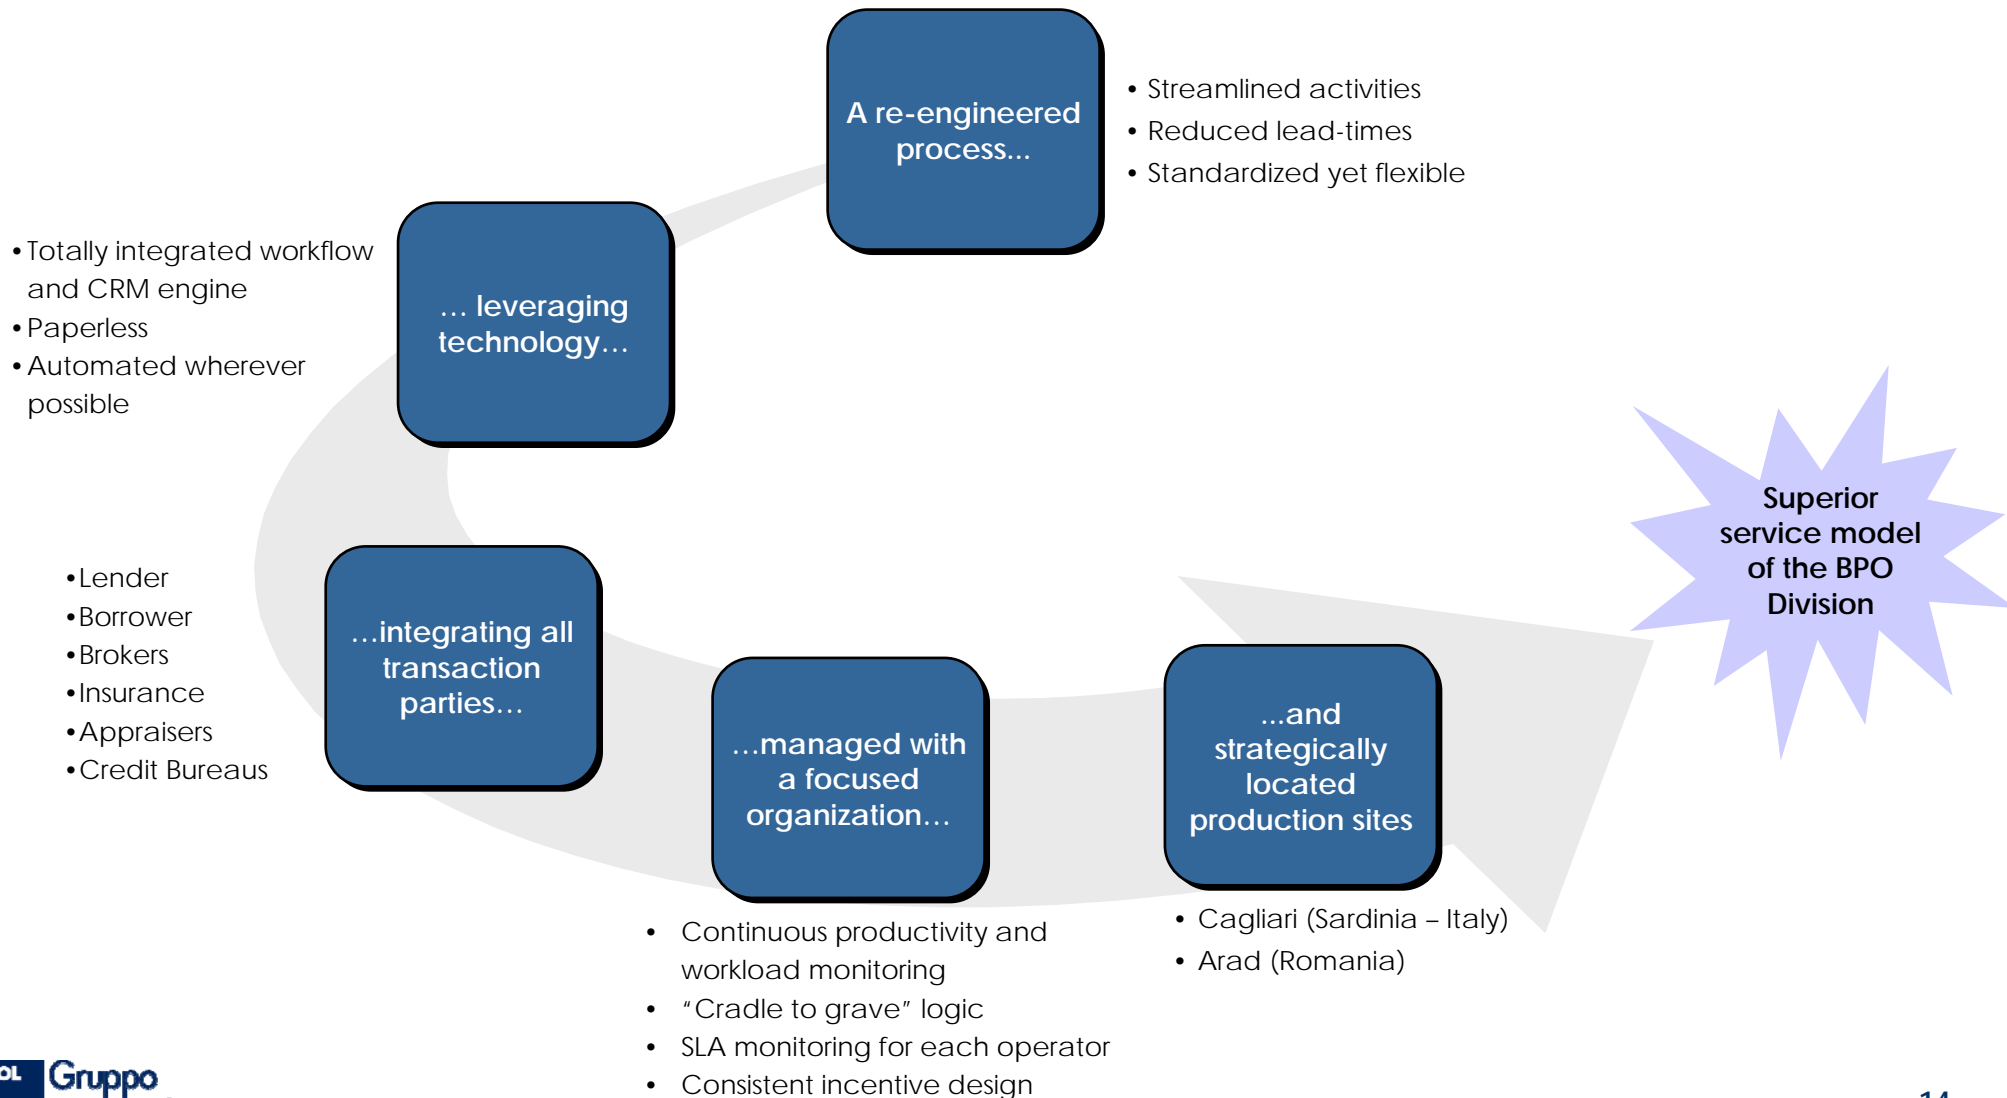 A re-engineered
process...
• Streamlined activities
• Reduced lead-times
• Standardized yet flexible
… leveraging
technology…
• Totally integrated workflow
and CRM engine
• Paperless
• Automated wherever
possible
…integrating all
transaction
parties…
• Lender
• Borrower
• Brokers
• Insurance
• Appraisers
• Credit Bureaus
…managed with
a focused
organization…
• Continuous productivity and
workload monitoring
• “Cradle to grave” logic
• SLA monitoring for each operator
• Consistent incentive design
...and
strategically
located
production sites
• Cagliari (Sardinia – Italy)
• Arad (Romania)
Superior
service model
of the BPO
Division
OL Gruppo
14